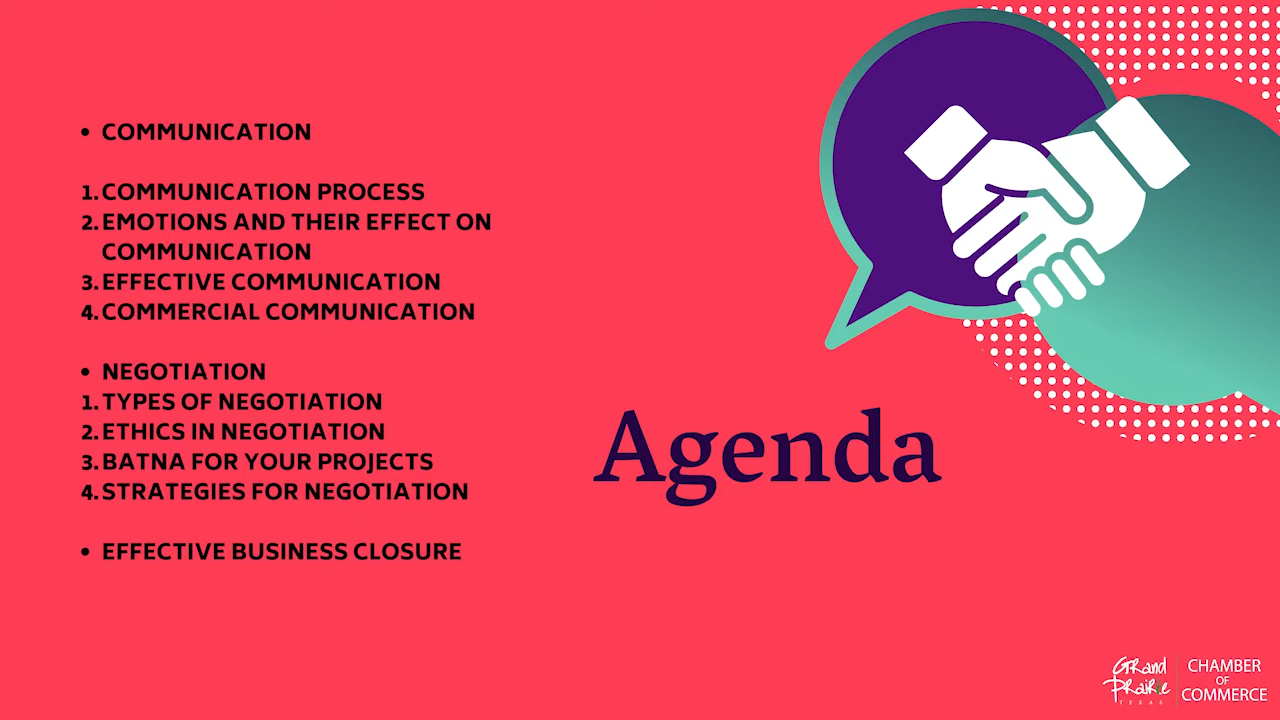 • COMMUNICATION
1. COMMUNICATION PROCESS
2. EMOTIONS AND THEIR EFFECT ON
COMMUNICATION
3. EFFECTIVE COMMUNICATION
4. COMMERCIAL COMMUNICATION
• NEGOTIATION
1. TYPES OF NEGOTIATION
2. ETHICS IN NEGOTIATION
3. BATNA FOR YOUR PROJECTS
4. STRATEGIES FOR NEGOTIATION
• EFFECTIVE BUSINESS CLOSURE
Agenda
Grand
Prairie
TEXAS
CHAMBER
OF
COMMERCE